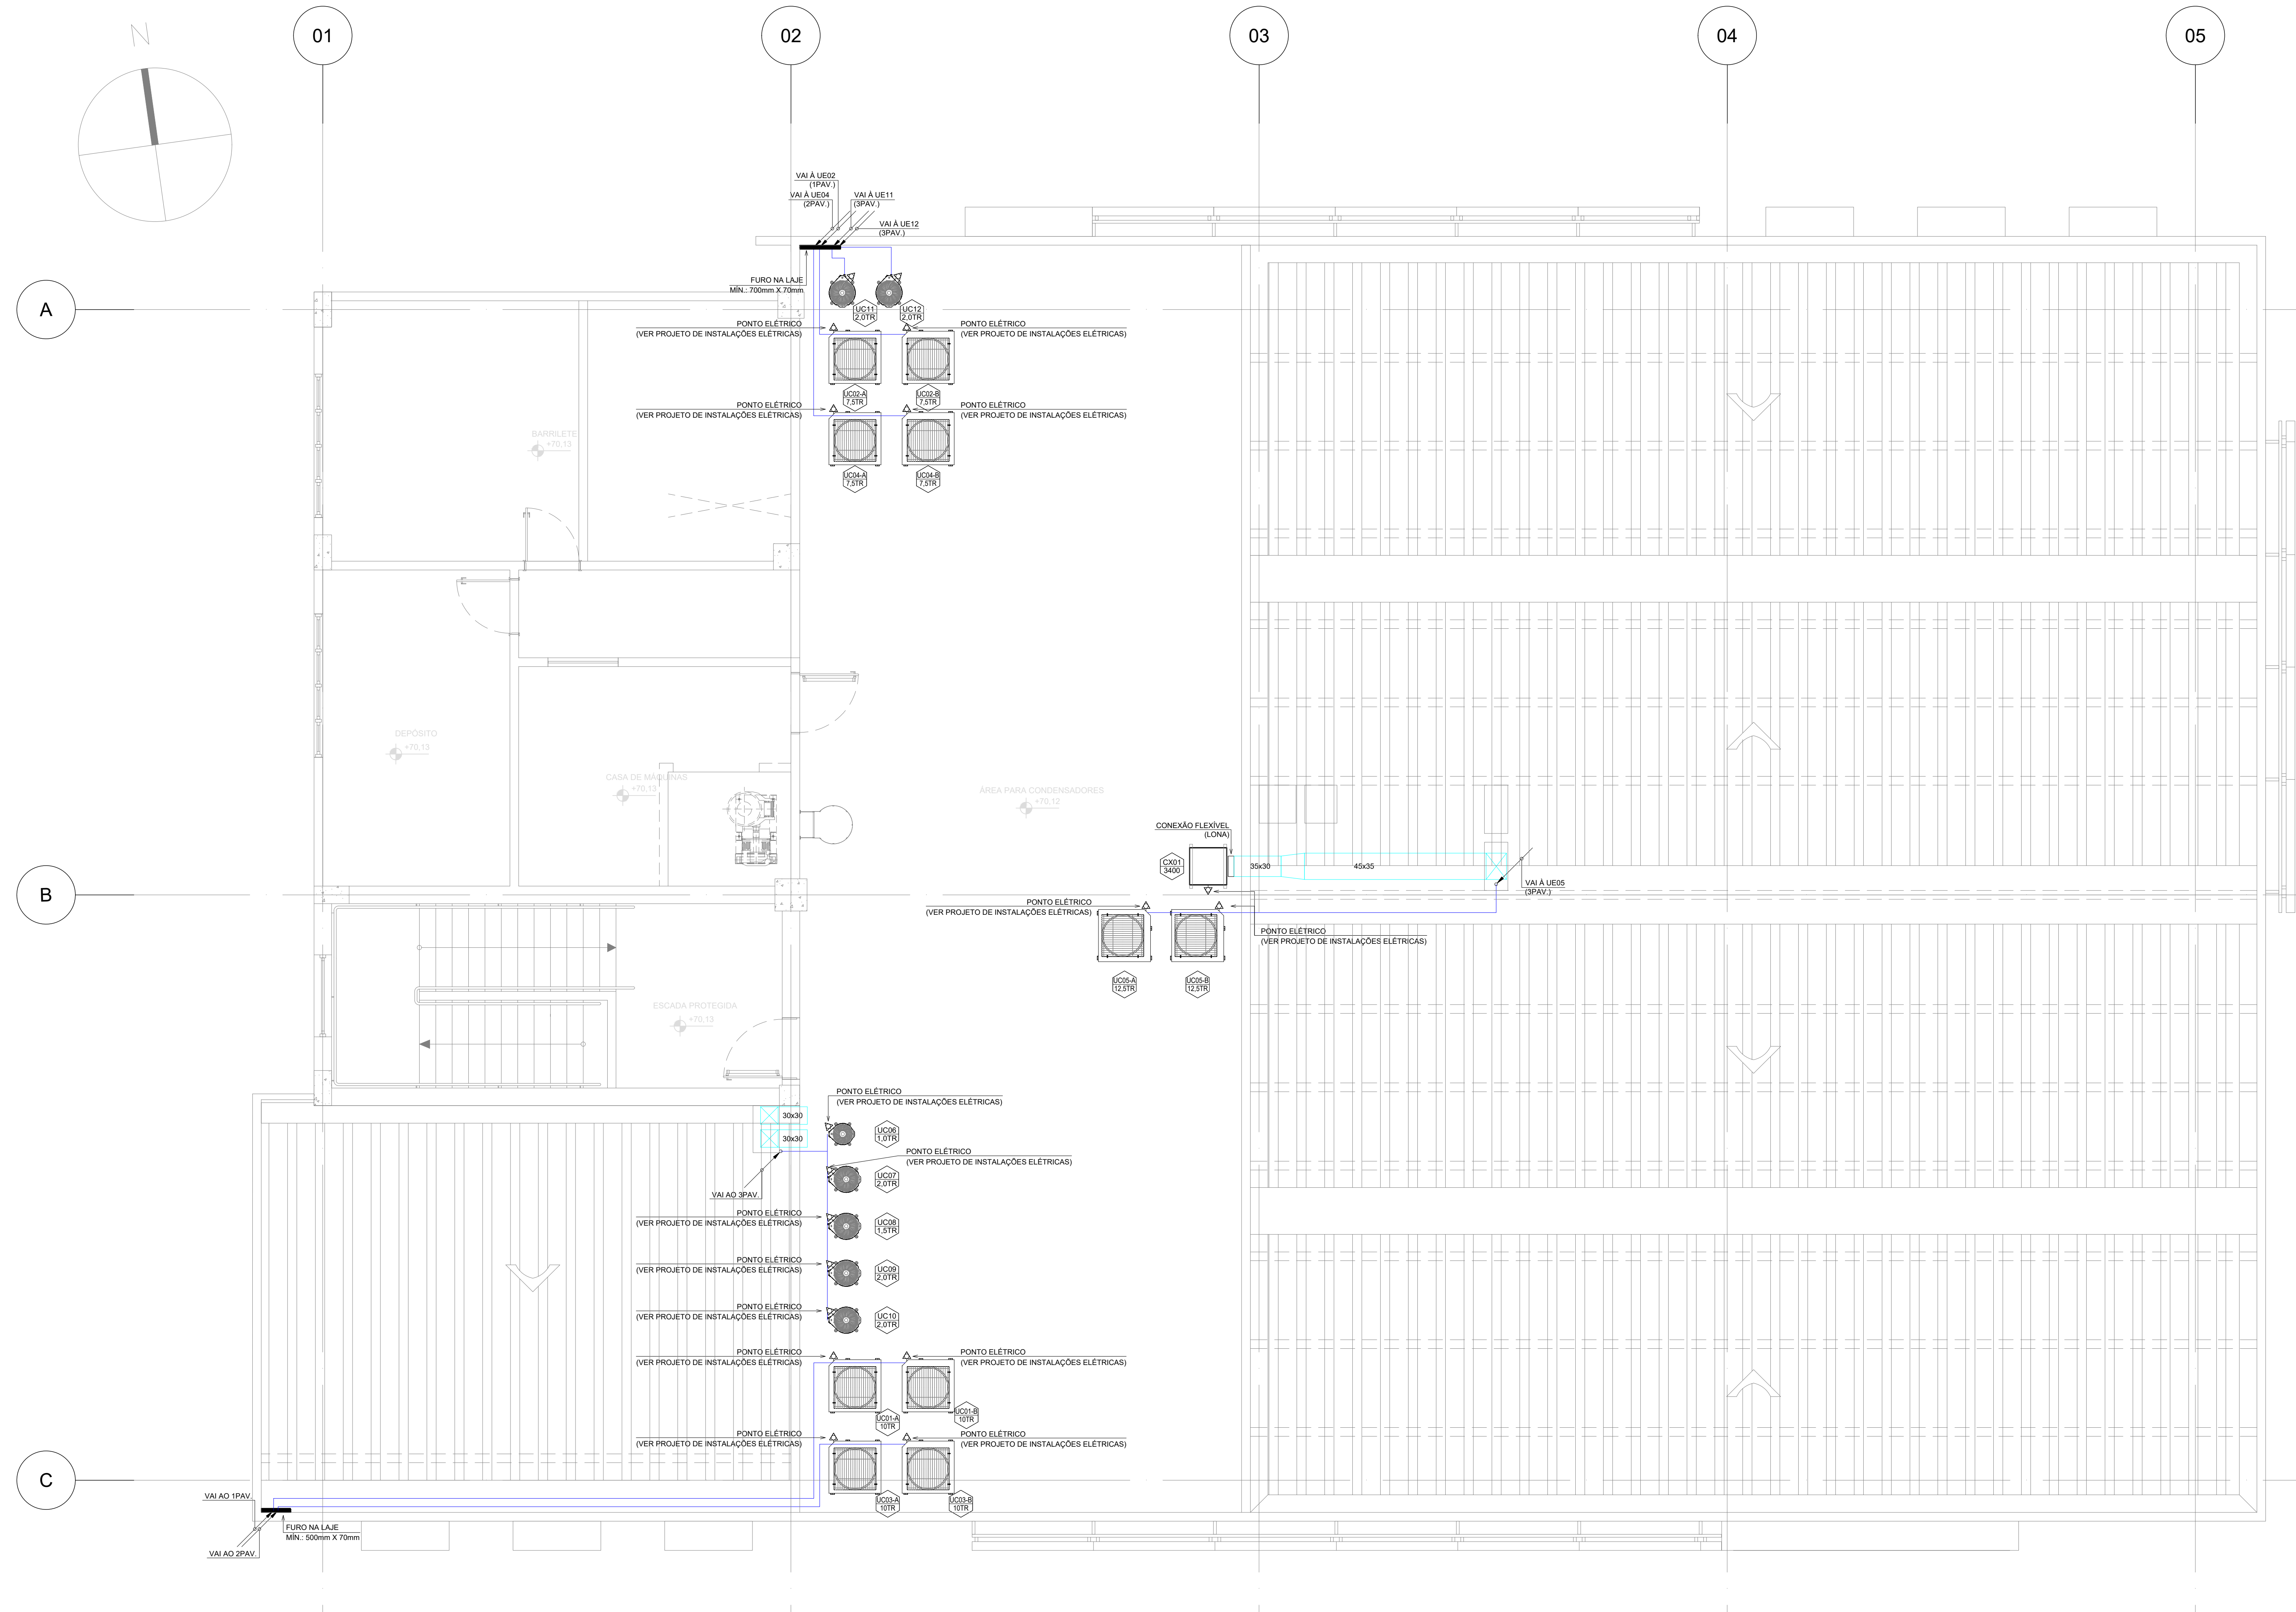 N
01
02
03
04
05
VAI À UE02
(1PAV.)
VAI À UE04
(2PAV.)
VAI À UE11
(3PAV.)
VAI À UE12
(3PAV.)
FURO NA LAJE
MÍN.: 700mm X 70mm
A
UC11
2,0TR
UC12
2,0TR
PONTO ELÉTRICO
(VER PROJETO DE INSTALAÇÕES ELÉTRICAS)
PONTO ELÉTRICO
(VER PROJETO DE INSTALAÇÕES ELÉTRICAS)
UC02-A
7,5TR
UC02-B
7,5TR
PONTO ELÉTRICO
(VER PROJETO DE INSTALAÇÕES ELÉTRICAS)
PONTO ELÉTRICO
(VER PROJETO DE INSTALAÇÕES ELÉTRICAS)
BARRILETE
+70,13
UC04-A
7,5TR
UC04-B
7,5TR
DEPÓSITO
+70,13
CASA DE MÁQUINAS
+70,13
ÁREA PARA CONDENSADORES
+70,12
CONEXÃO FLEXÍVEL
(LONA)
CX01
3400
35x30
45x35
VAI À UE05
(3PAV.)
B
PONTO ELÉTRICO
(VER PROJETO DE INSTALAÇÕES ELÉTRICAS)
PONTO ELÉTRICO
(VER PROJETO DE INSTALAÇÕES ELÉTRICAS)
UC05-A
12,5TR
UC05-B
12,5TR
ESCADA PROTEGIDA
+70,13
PONTO ELÉTRICO
(VER PROJETO DE INSTALAÇÕES ELÉTRICAS)
30x30
30x30
UC06
1,0TR
PONTO ELÉTRICO
(VER PROJETO DE INSTALAÇÕES ELÉTRICAS)
UC07
2,0TR
VAI AO 3PAV.
PONTO ELÉTRICO
(VER PROJETO DE INSTALAÇÕES ELÉTRICAS)
UC08
1,5TR
PONTO ELÉTRICO
(VER PROJETO DE INSTALAÇÕES ELÉTRICAS)
UC09
2,0TR
PONTO ELÉTRICO
(VER PROJETO DE INSTALAÇÕES ELÉTRICAS)
UC10
2,0TR
PONTO ELÉTRICO
(VER PROJETO DE INSTALAÇÕES ELÉTRICAS)
PONTO ELÉTRICO
(VER PROJETO DE INSTALAÇÕES ELÉTRICAS)
UC01-A
10TR
UC01-B
10TR
PONTO ELÉTRICO
(VER PROJETO DE INSTALAÇÕES ELÉTRICAS)
PONTO ELÉTRICO
(VER PROJETO DE INSTALAÇÕES ELÉTRICAS)
C
UC03-A
10TR
UC03-B
10TR
VAI AO 1PAV.
FURO NA LAJE
MÍN.: 500mm X 70mm
VAI AO 2PAV.